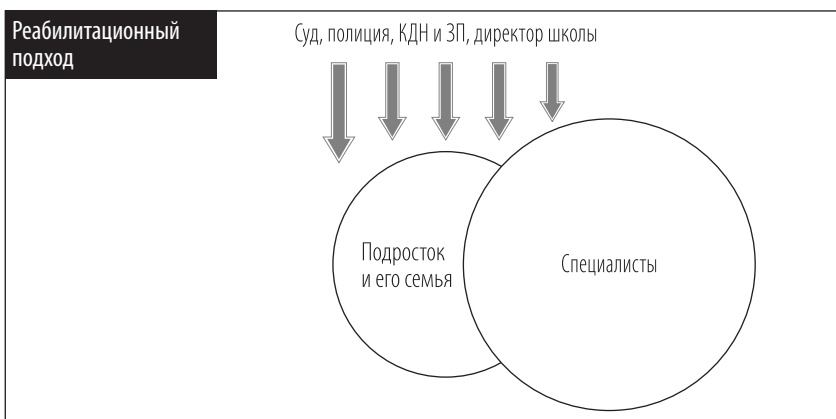 Реабилитационный
подход
Суд, полиция, КДН и ЗП, директор школы
Подросток
и его семья
Специалисты